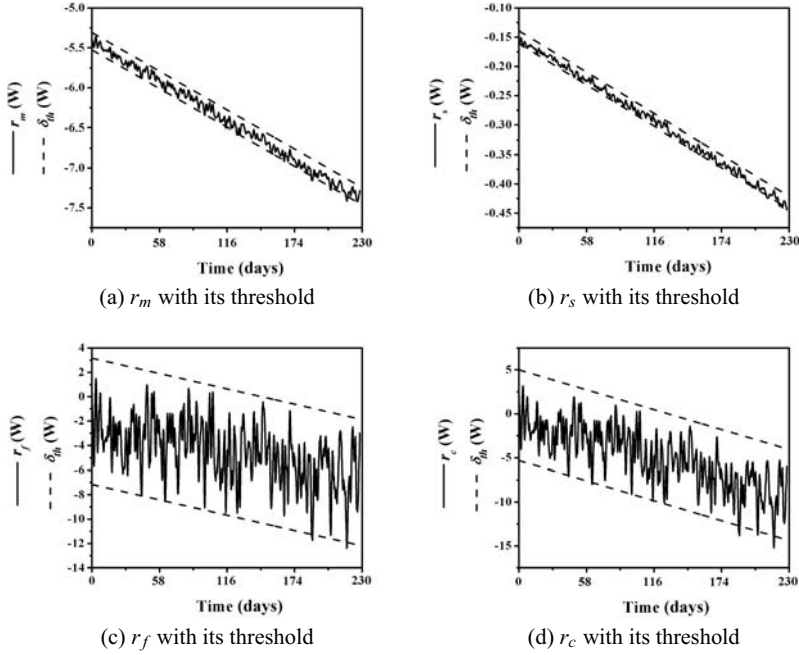 -5.0
-5.5
-6.0
-6.5
-7.0
-7.5
r_m (W)
δ_th (W)
0 58 116 174 230
Time (days)
(a) r_m with its threshold
-0.10
-0.15
-0.20
-0.25
-0.30
-0.35
-0.40
-0.45
r_s (W)
δ_th (W)
0 58 116 174 230
Time (days)
(b) r_s with its threshold
4
2
0
-2
-4
-6
-8
-10
-12
-14
r_f (W)
δ_th (W)
0 58 116 174 230
Time (days)
(c) r_f with its threshold
5
0
-5
-10
-15
r_c (W)
δ_th (W)
0 58 116 174 230
Time (days)
(d) r_c with its threshold